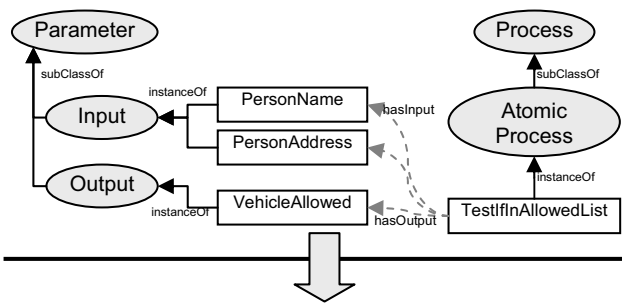 Parameter
Process
subClassOf
subClassOf
instanceOf
PersonName
hasInput
Input
Atomic
Process
PersonAddress
instanceOf
Output
VehicleAllowed
instanceOf
hasOutput
TestIfInAllowedList